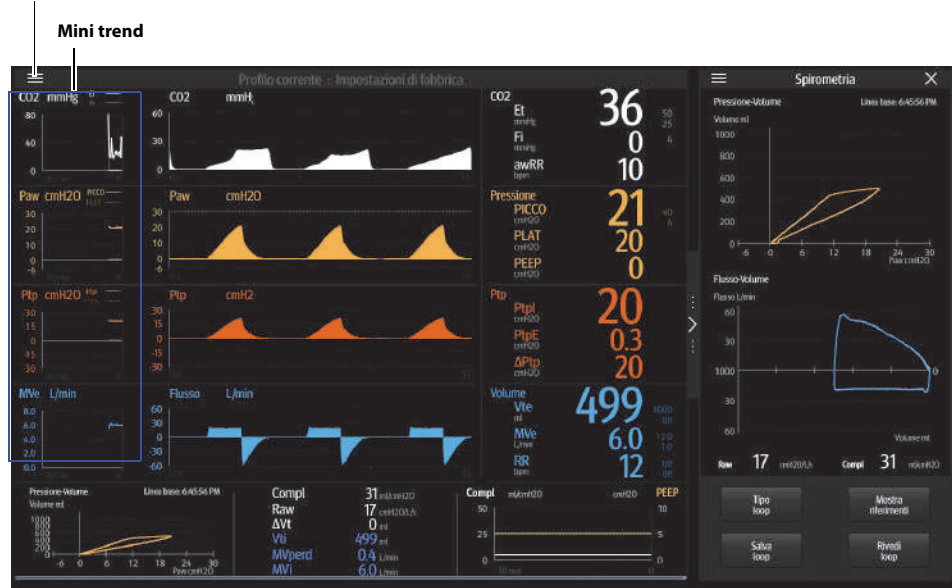 Mini trend
Profilo corrente : Impostazioni di fabbrica
CO2 mmHg
80
40
0
CO2 mmH
60
30
0
CO2
Et
mmHg
36
50
25
Fi
mmHg
0
6
awRR
bpm
10
Paw cmH2O PICCO
30
20
10
0
-6
Paw cmH2O
30
20
10
0
-6
Pressione
PICCO
cmH2O
21
40
PLAT
cmH2O
20
PEEP
cmH2O
0
Ptp cmH2O Ptp
30
15
0
-15
-30
Ptp cmH2
30
15
0
-15
-30
Ptp
Ptpl
cmH2O
20
PtpE
cmH2O
0.3
ΔPtp
cmH2O
20
MVe L/min
8.0
6.0
4.0
2.0
0.0
Flusso L/min
60
30
0
-30
-60
Volume
Vte
ml
499
1000
MVe
L/min
6.0
RR
bpm
12
Pressione-Volume Linea base: 6:45:56 PM
Volume ml
1000
800
600
400
200
0
-6 0 6 12 18 24 30
Paw cmH2O
Compl 31 ml/cmH2O
Raw 17 cmH2O/L/s
ΔVt 0 ml
Vti 499 ml
MVperd 0.4 L/min
MVi 6.0 L/min
Compl ml/cmH2O cmH2O PEEP
50
25
0
10
5
0
Spirometria
Pressione-Volume Linea base: 6:45:56 PM
Volume ml
1000
800
600
400
200
0
-6 0 6 12 18 24 30
Paw cmH2O
Flusso-Volume
Flusso L/min
60
30
1000 0
30
60
Volume ml
Raw 17 cmH2O/L/s Compl 31 ml/cmH2O
Tipo
loop
Mostra
riferimenti
Salva
loop
Rivedi
loop